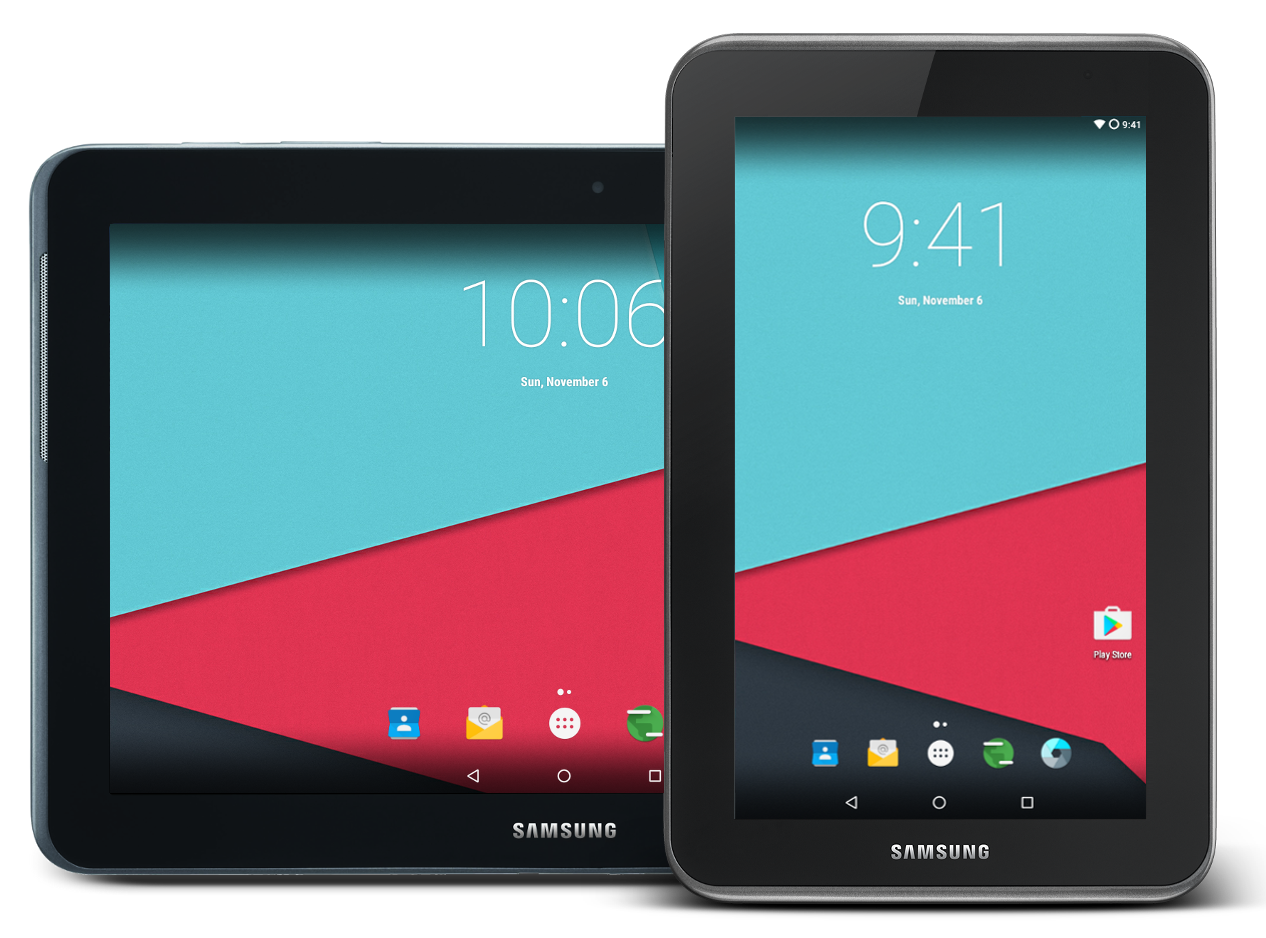 10:06
Sun, November 6
SAMSUNG
9:41
9:41
Sun, November 6
Play Store
SAMSUNG